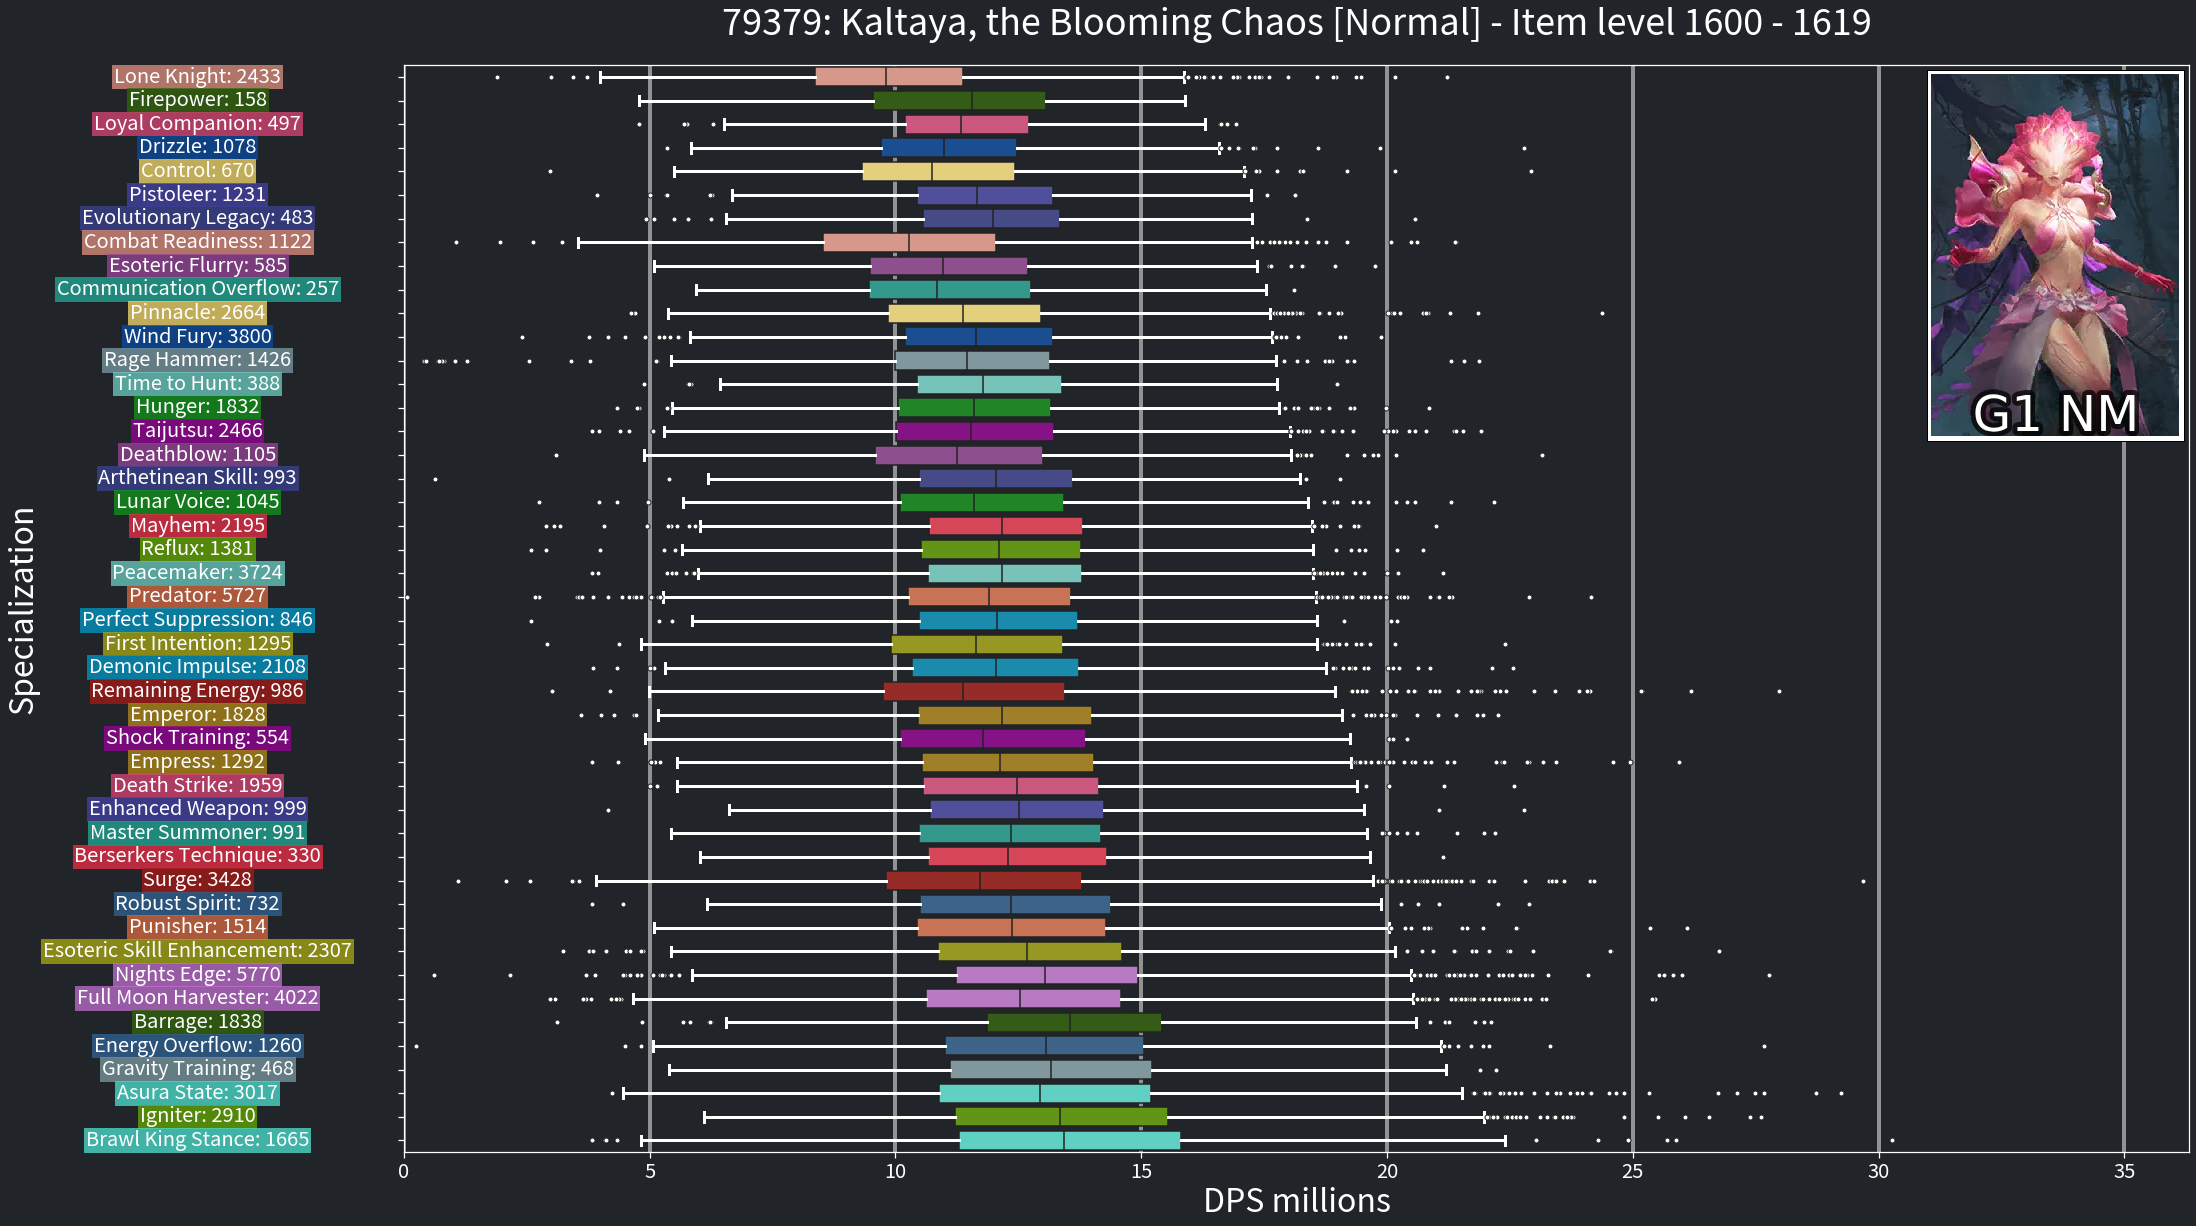 79379: Kaltaya, the Blooming Chaos [Normal] - Item level 1600 - 1619
Specialization
Lone Knight: 2433
Firepower: 158
Loyal Companion: 497
Drizzle: 1078
Control: 670
Pistoleer: 1231
Evolutionary Legacy: 483
Combat Readiness: 1122
Esoteric Flurry: 585
Communication Overflow: 257
Pinnacle: 2664
Wind Fury: 3800
Rage Hammer: 1426
Time to Hunt: 388
Hunger: 1832
Taijutsu: 2466
Deathblow: 1105
Arthetinean Skill: 993
Lunar Voice: 1045
Mayhem: 2195
Reflux: 1381
Peacemaker: 3724
Predator: 5727
Perfect Suppression: 846
First Intention: 1295
Demonic Impulse: 2108
Remaining Energy: 986
Emperor: 1828
Shock Training: 554
Empress: 1292
Death Strike: 1959
Enhanced Weapon: 999
Master Summoner: 991
Berserkers Technique: 330
Surge: 3428
Robust Spirit: 732
Punisher: 1514
Esoteric Skill Enhancement: 2307
Nights Edge: 5770
Full Moon Harvester: 4022
Barrage: 1838
Energy Overflow: 1260
Gravity Training: 468
Asura State: 3017
Igniter: 2910
Brawl King Stance: 1665
G1 NM
0 5 10 15 20 25 30 35
DPS millions